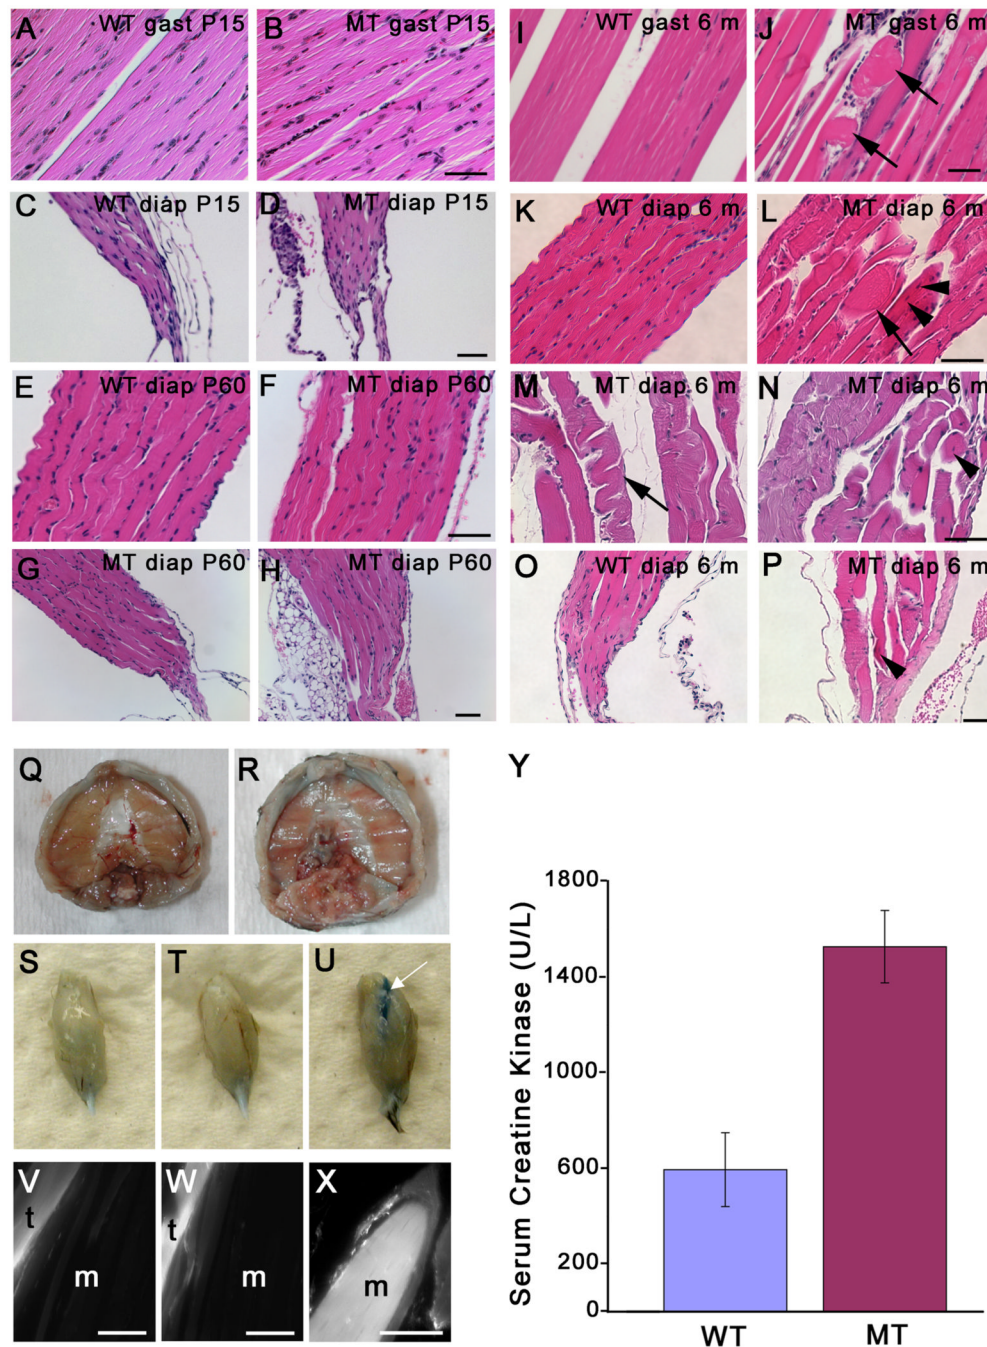 A WT gast P15
B MT gast P15
I WT gast 6 m
J MT gast 6 m
C WT diap P15
D MT diap P15
K WT diap 6 m
L MT diap 6 m
E WT diap P60
F MT diap P60
M MT diap 6 m
N MT diap 6 m
G MT diap P60
H MT diap P60
O WT diap 6 m
P MT diap 6 m
Q
R
Y
S
T
U
V
t
m
W
t
m
X
m
Serum Creatine Kinase (U/L)
1800
1400
1000
600
200
0
WT
MT